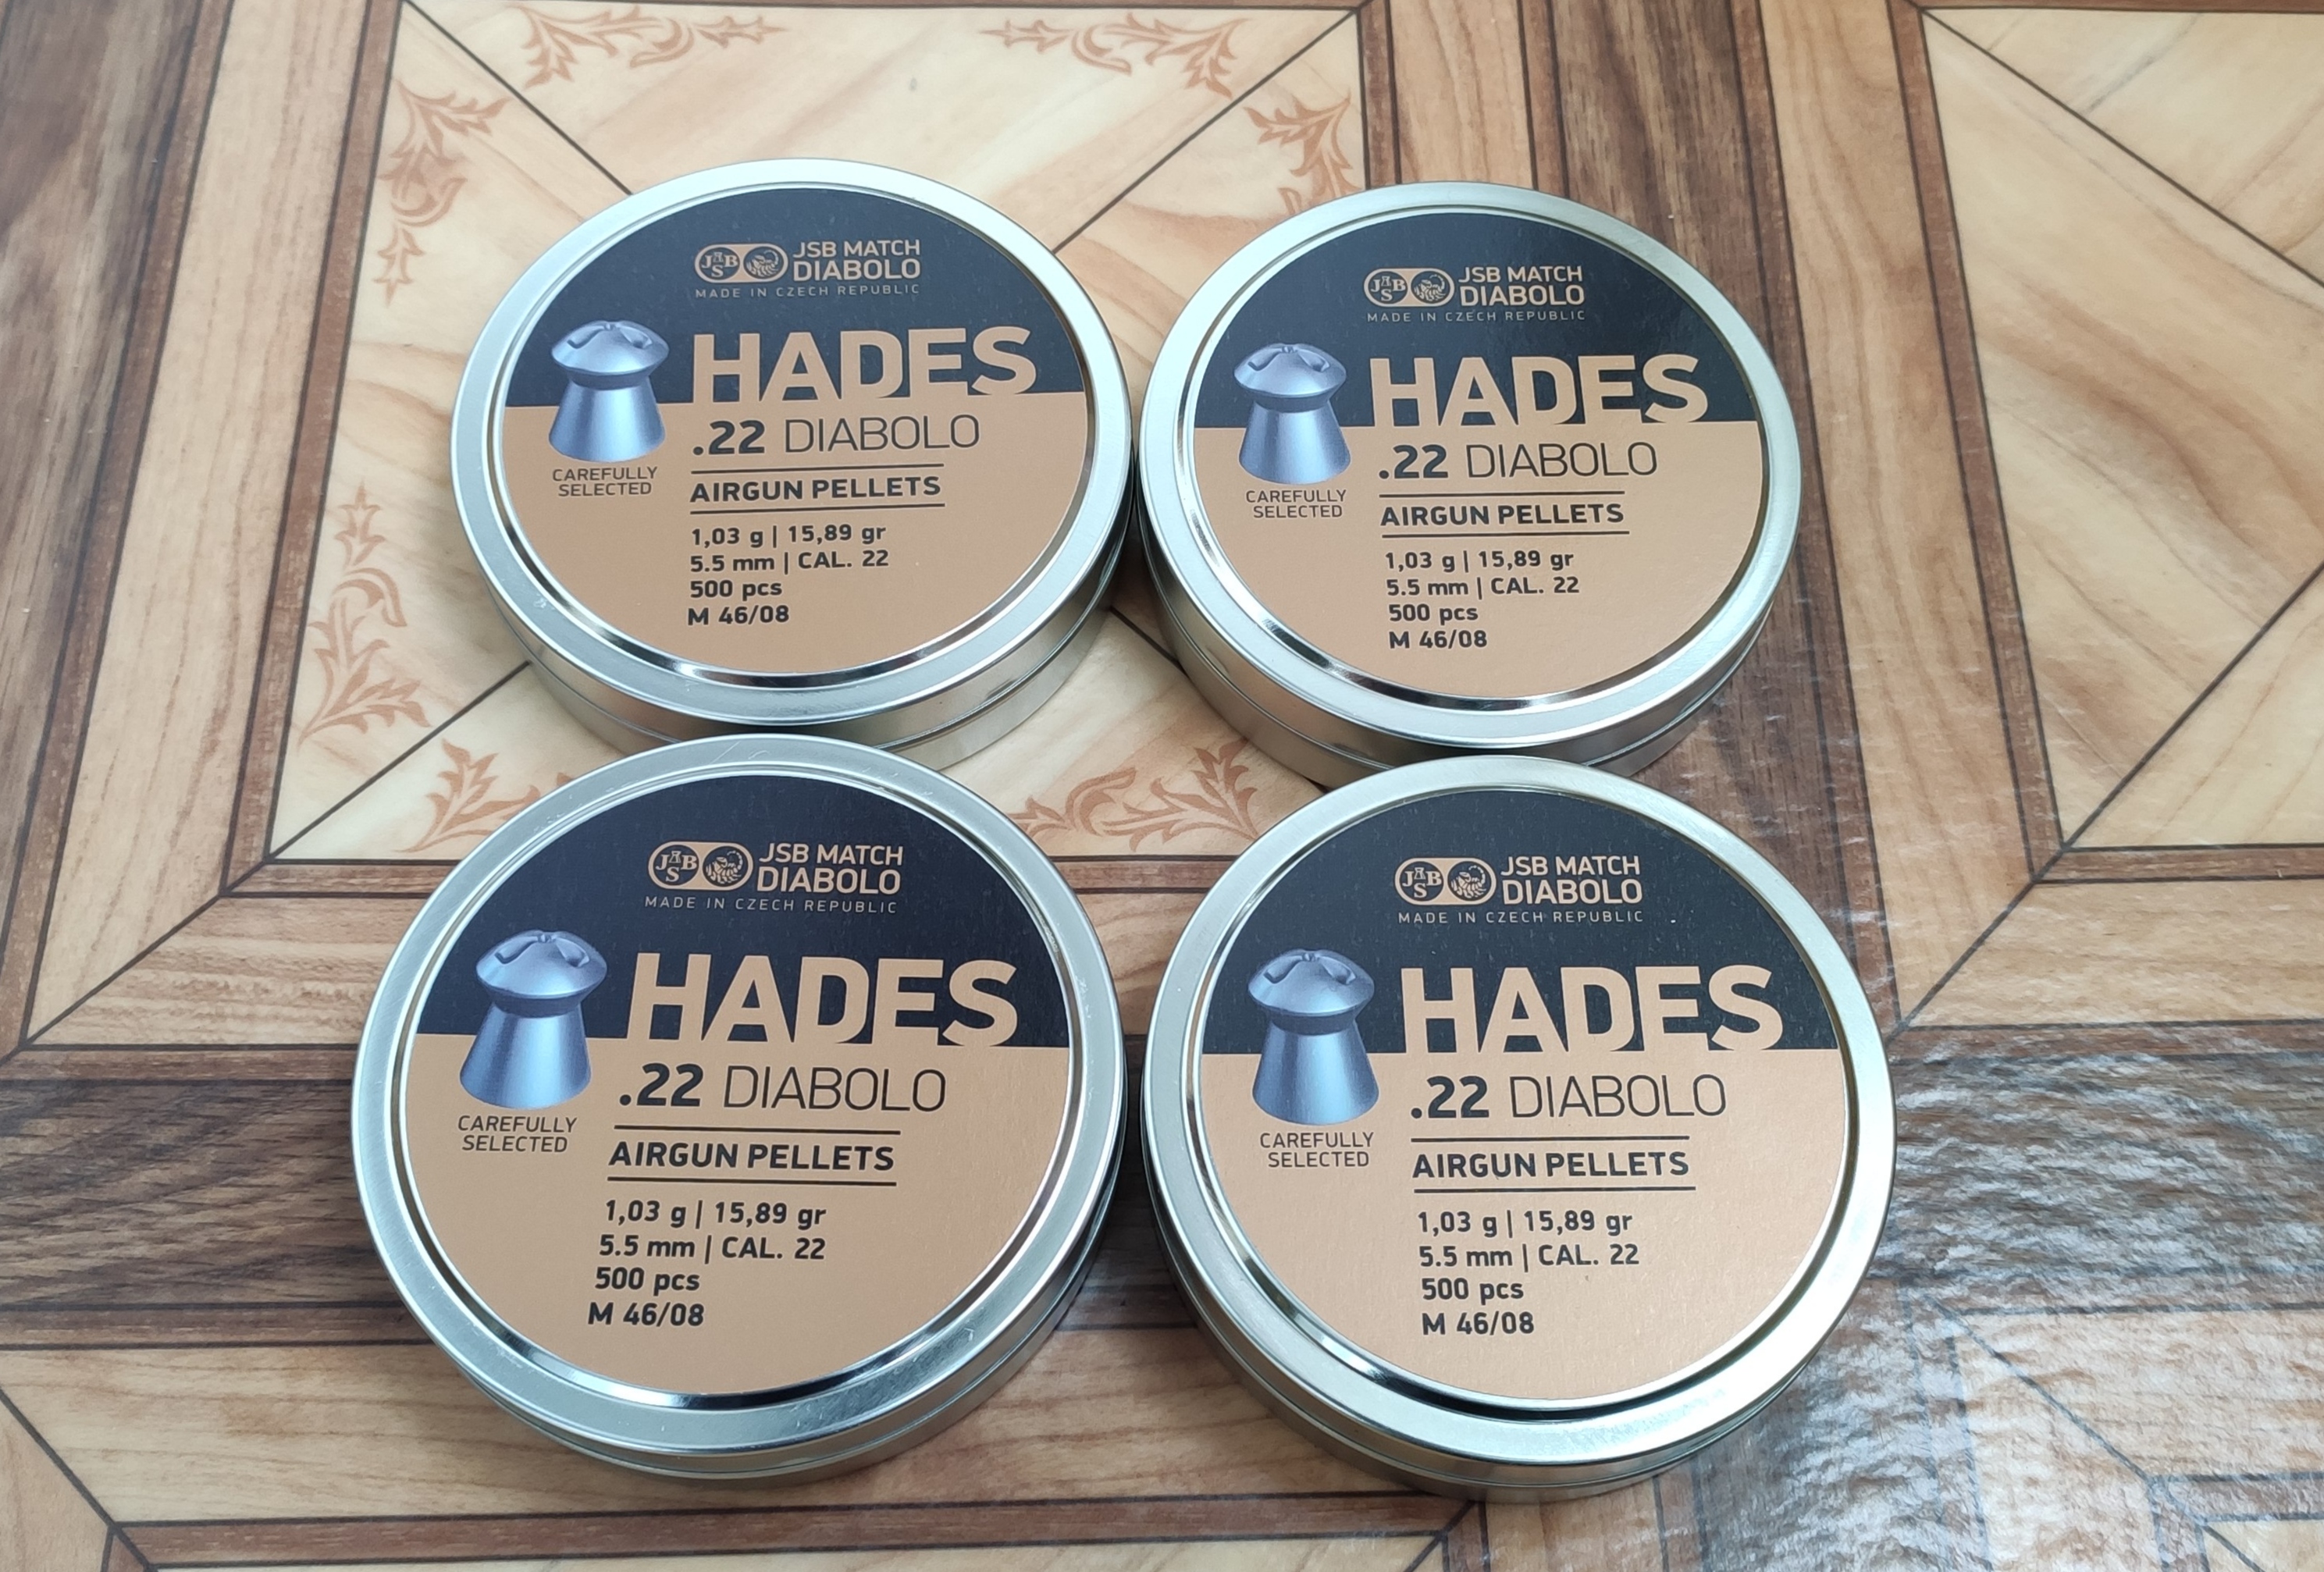 JSB
JSB MATCH
DIABOLO
MADE IN CZECH REPUBLIC
HADES
.22 DIABOLO
CAREFULLY
SELECTED
AIRGUN PELLETS
1,03 g | 15,89 gr
5.5 mm | CAL. 22
500 pcs
M 46/08
JSB
JSB MATCH
DIABOLO
MADE IN CZECH REPUBLIC
HADES
.22 DIABOLO
CAREFULLY
SELECTED
AIRGUN PELLETS
1,03 g | 15,89 gr
5.5 mm | CAL. 22
500 pcs
M 46/08
JSB
JSB MATCH
DIABOLO
MADE IN CZECH REPUBLIC
HADES
.22 DIABOLO
CAREFULLY
SELECTED
AIRGUN PELLETS
1,03 g | 15,89 gr
5.5 mm | CAL. 22
500 pcs
M 46/08
JSB
JSB MATCH
DIABOLO
MADE IN CZECH REPUBLIC
HADES
.22 DIABOLO
CAREFULLY
SELECTED
AIRGUN PELLETS
1,03 g | 15,89 gr
5.5 mm | CAL. 22
500 pcs
M 46/08